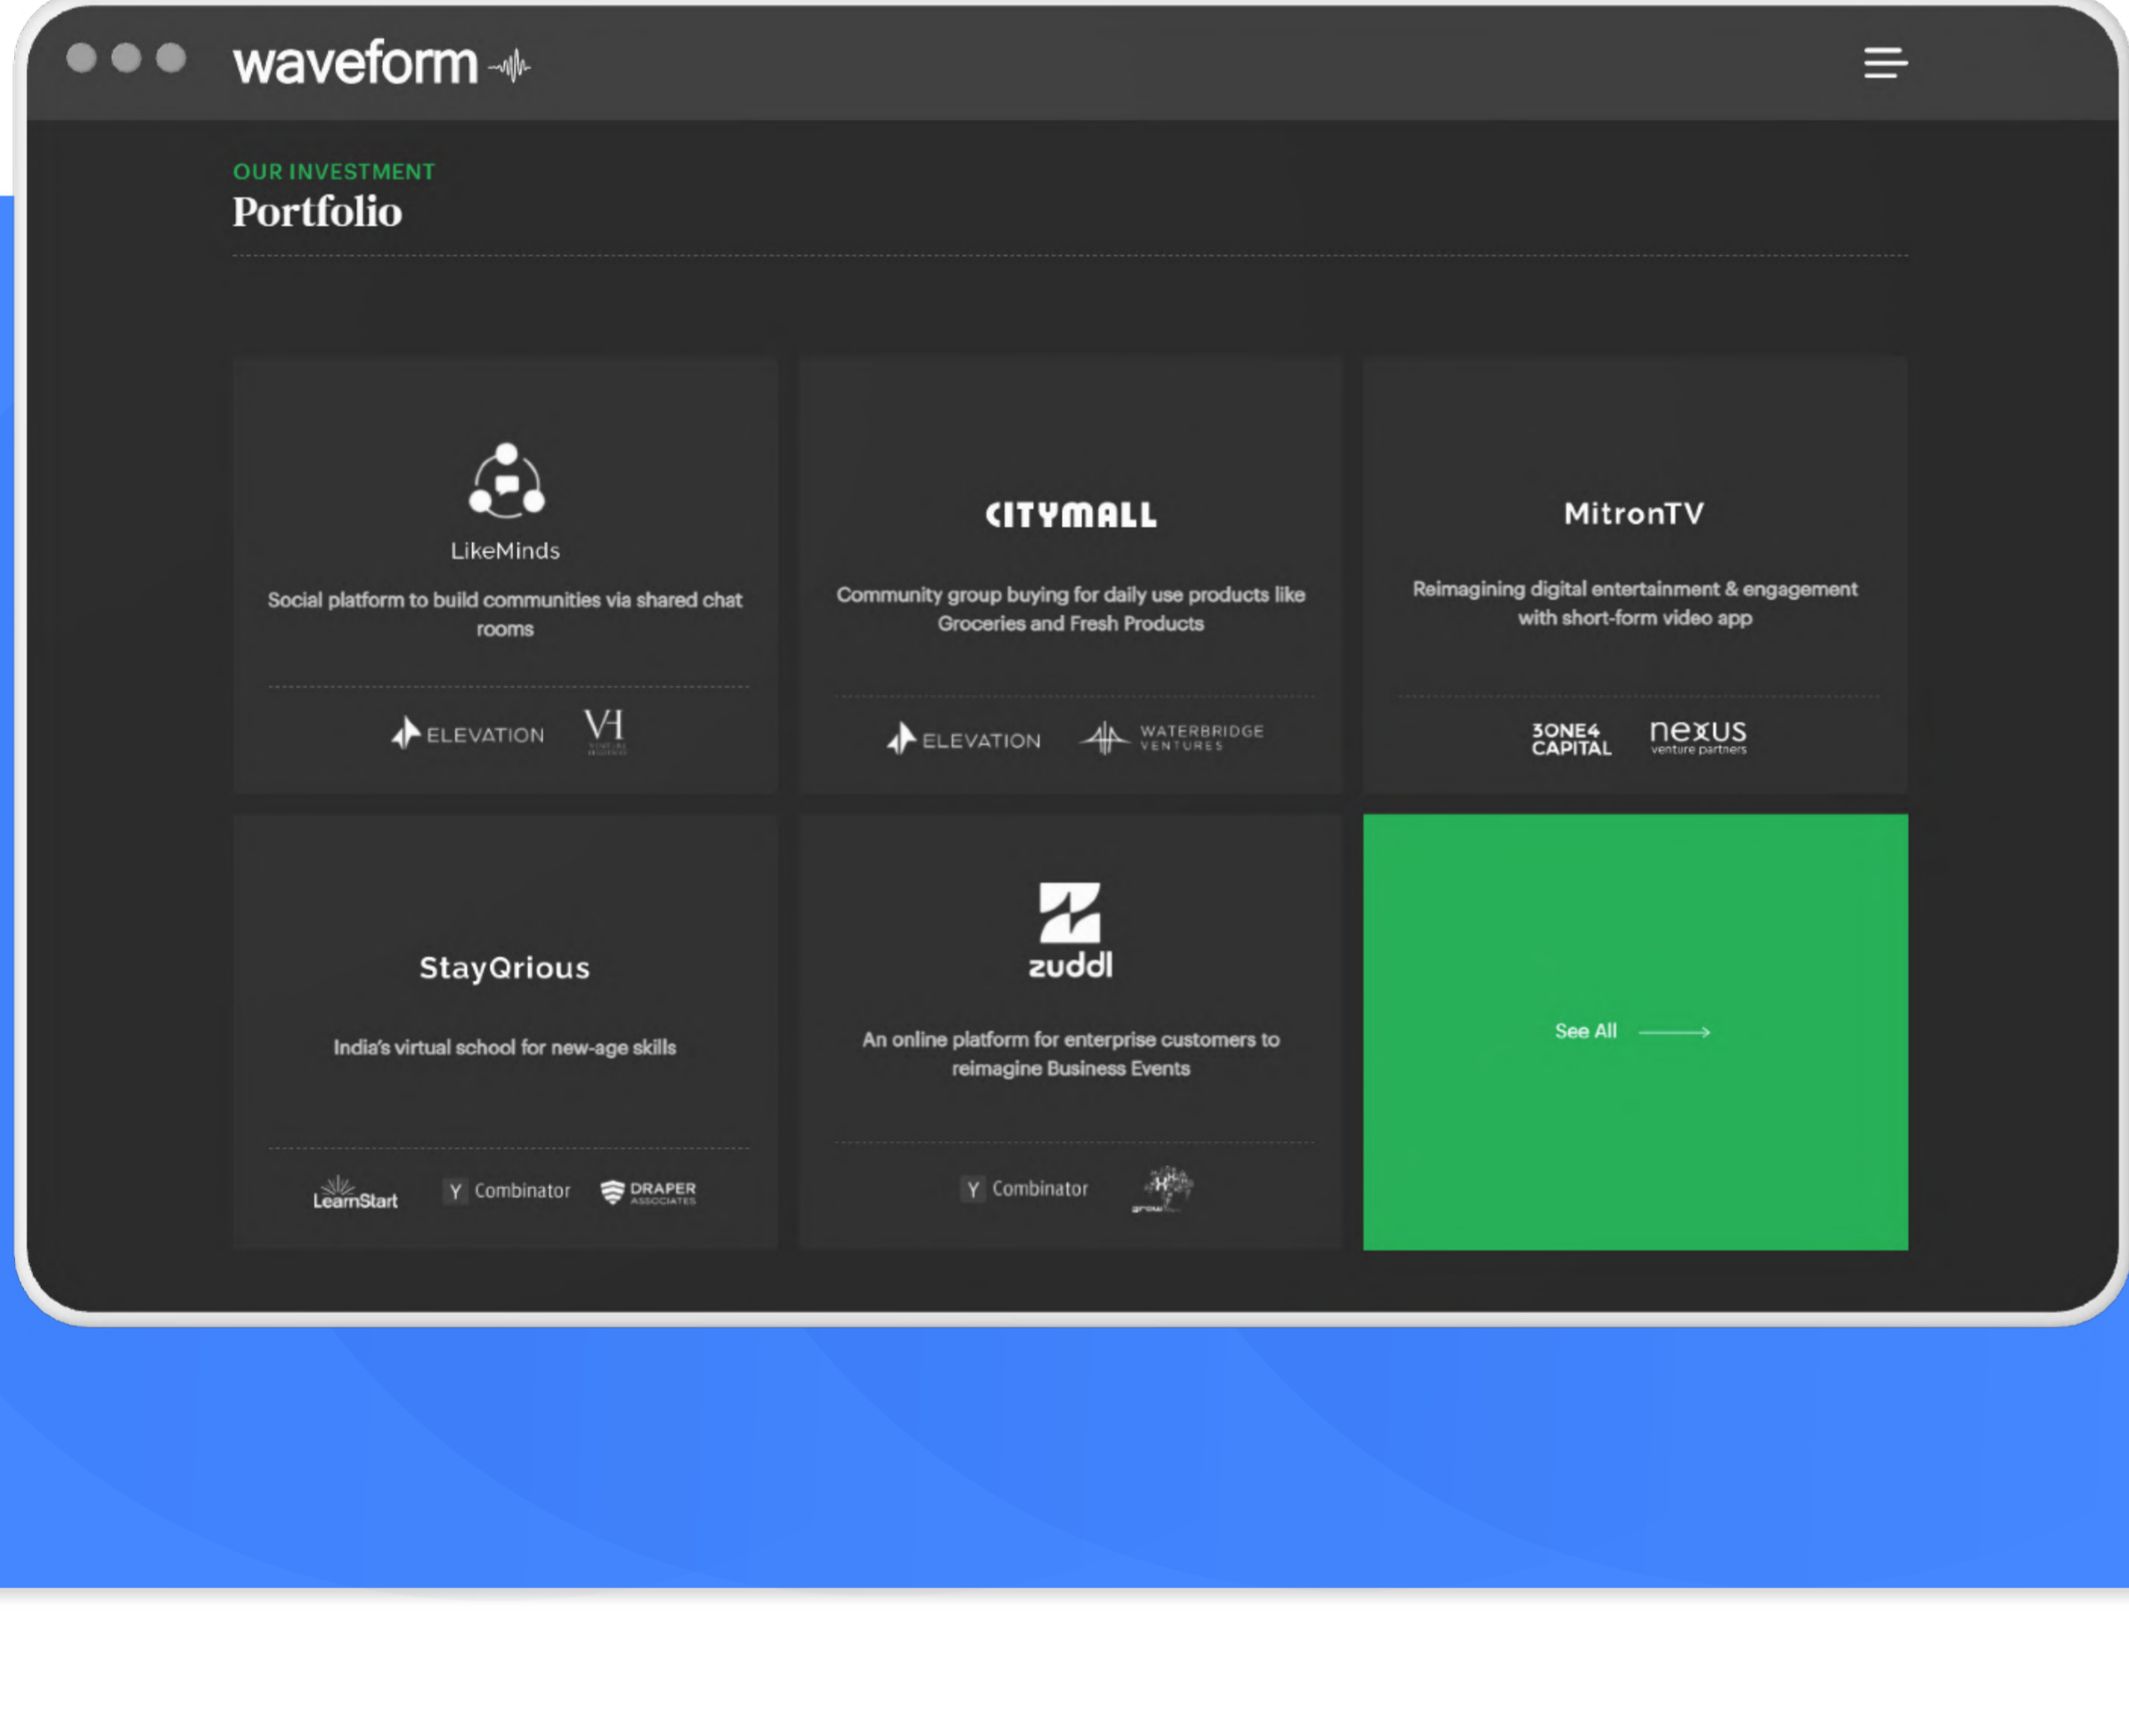 waveform
OUR INVESTMENT
Portfolio
LikeMinds
Social platform to build communities via shared chat
rooms
ELEVATION
VH
CITYMALL
Community group buying for daily use products like
Groceries and Fresh Products
ELEVATION
WATERBRIDGE
VENTURES
MitronTV
Reimagining digital entertainment & engagement
with short-form video app
3ONE4
CAPITAL
nexus
venture partners
StayQrious
India's virtual school for new-age skills
LearnStart
Y Combinator
DRAPER
ASSOCIATES
zuddl
An online platform for enterprise customers to
reimagine Business Events
Y Combinator
grow
See All